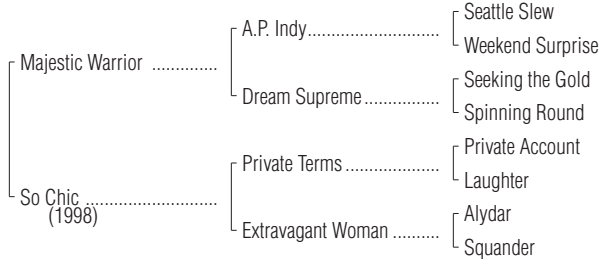 Seattle Slew
A.P. Indy..............................
Weekend Surprise
Majestic Warrior ...............
Seeking the Gold
Dream Supreme.................
Spinning Round
Private Account
Private Terms .....................
Laughter
So Chic ..............................
(1998)
Alydar
Extravagant Woman ..........
Squander